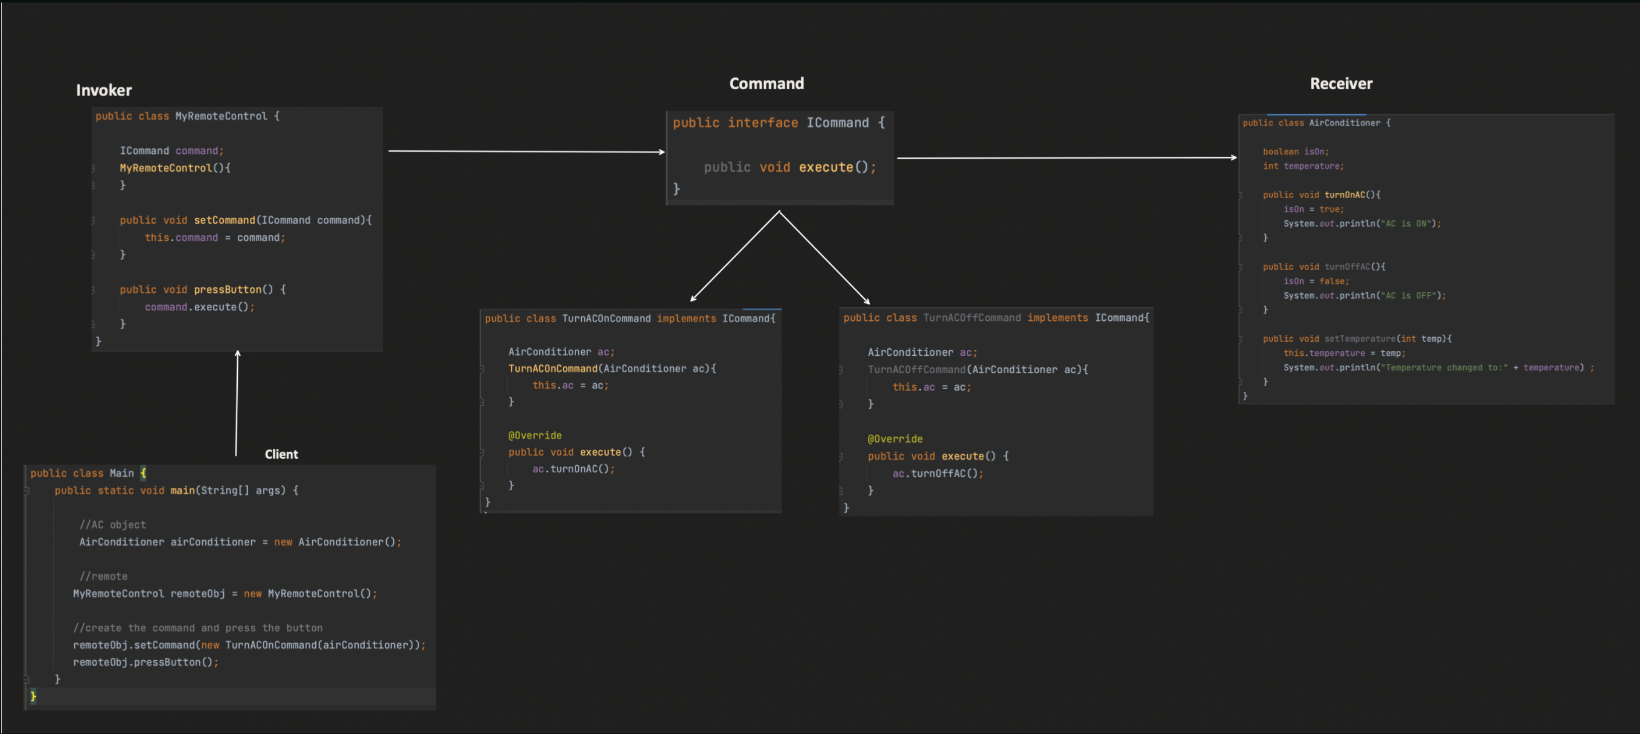 Invoker
public class MyRemoteControl {
ICommand command;
MyRemoteControl(){
}
public void setCommand(ICommand command){
this.command = command;
}
public void pressButton() {
command.execute();
}
}
Command
public interface ICommand {
public void execute();
}
Receiver
public class AirConditioner {
boolean isOn;
int temperature;
public void turnOnAC(){
isOn = true;
System.out.println("AC is ON");
}
public void turnOffAC(){
isOn = false;
System.out.println("AC is OFF");
}
public void setTemperature(int temp){
this.temperature = temp;
System.out.println("Temperature changed to:" + temperature) ;
}
}
public class TurnACOnCommand implements ICommand{
AirConditioner ac;
TurnACOnCommand(AirConditioner ac){
this.ac = ac;
}
@Override
public void execute() {
ac.turnOnAC();
}
}
public class TurnACOffCommand implements ICommand{
AirConditioner ac;
TurnACOffCommand(AirConditioner ac){
this.ac = ac;
}
@Override
public void execute() {
ac.turnOffAC();
}
}
Client
public class Main {
public static void main(String[] args) {
//AC object
AirConditioner airConditioner = new AirConditioner();
//remote
MyRemoteControl remoteObj = new MyRemoteControl();
//create the command and press the button
remoteObj.setCommand(new TurnACOnCommand(airConditioner));
remoteObj.pressButton();
}
}